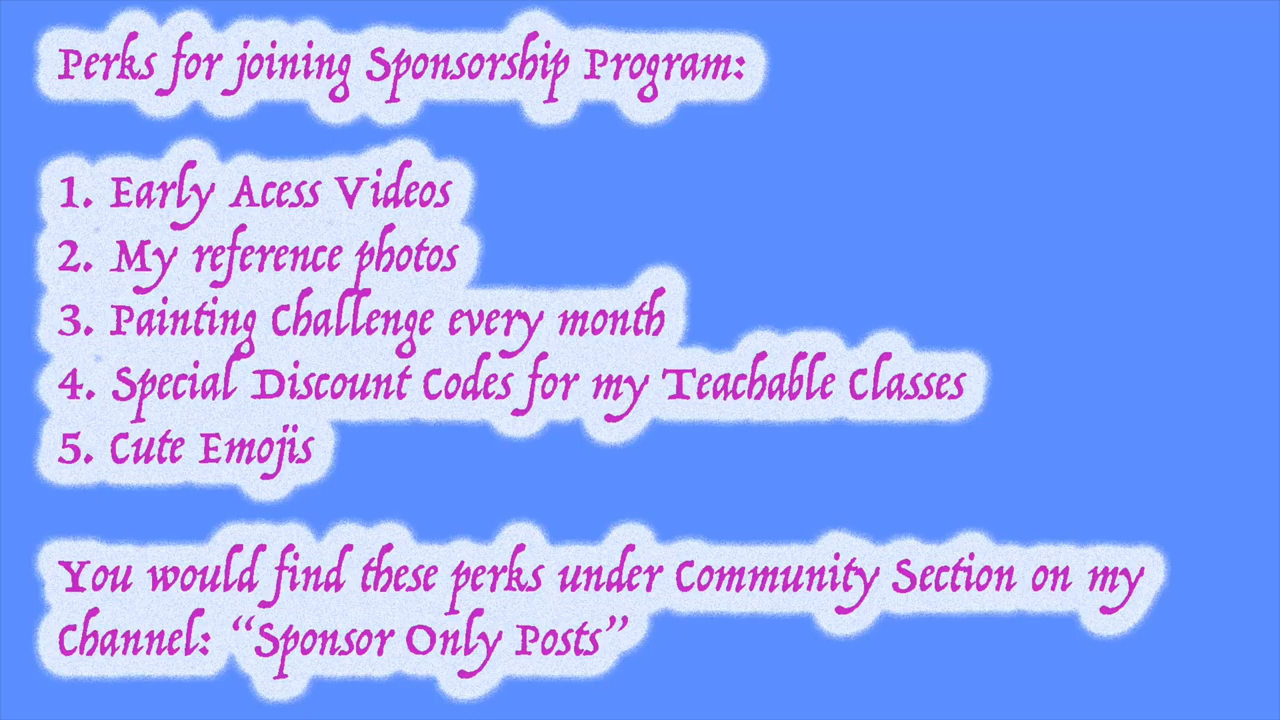 Perks for joining Sponsorship Program:
1. Early Acess Videos
2. My reference photos
3. Painting Challenge every month
4. Special Discount Codes for my Teachable Classes
5. Cute Emojis
You would find these perks under Community Section on my
Channel: “Sponsor Only Posts”